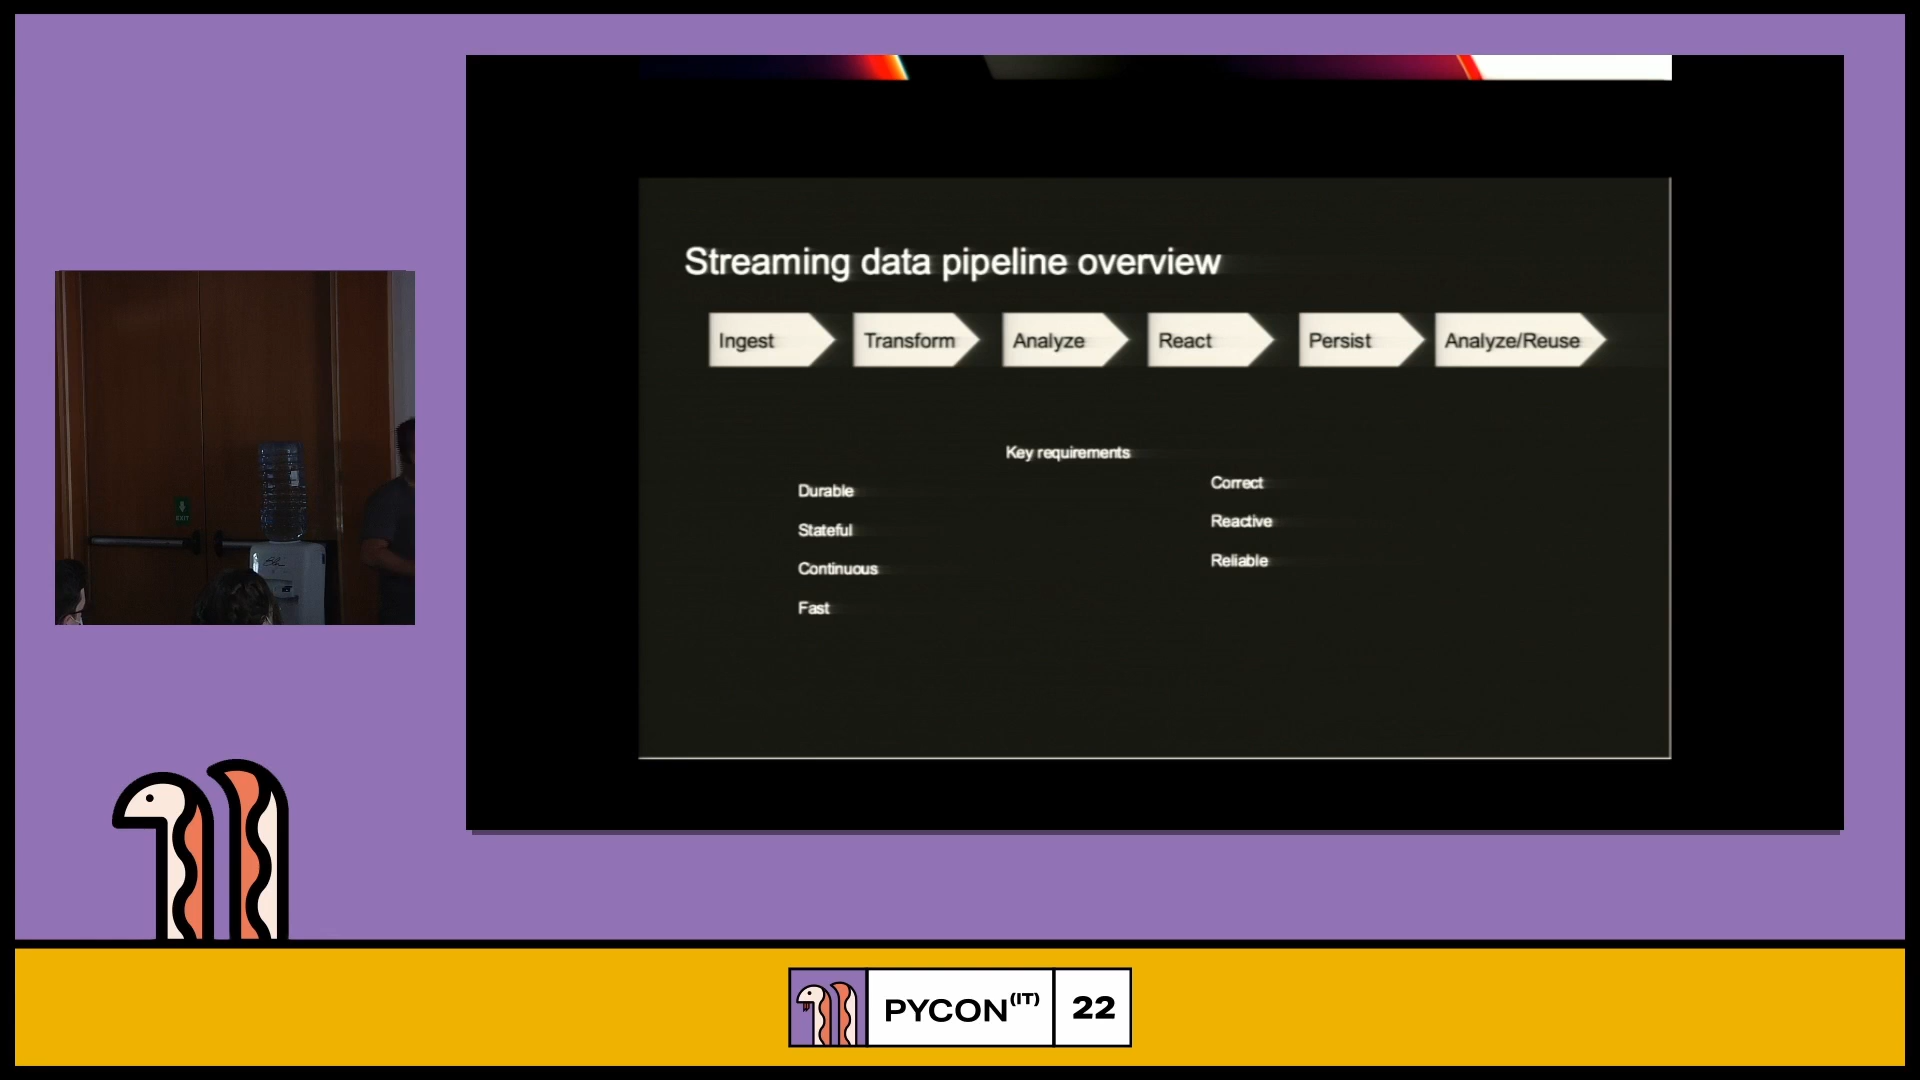 Streaming data pipeline overview
Ingest
Transform
Analyze
React
Persist
Analyze/Reuse
Key requirements
Durable
Stateful
Continuous
Fast
Correct
Reactive
Reliable
EXIT
PYCON(IT) 22